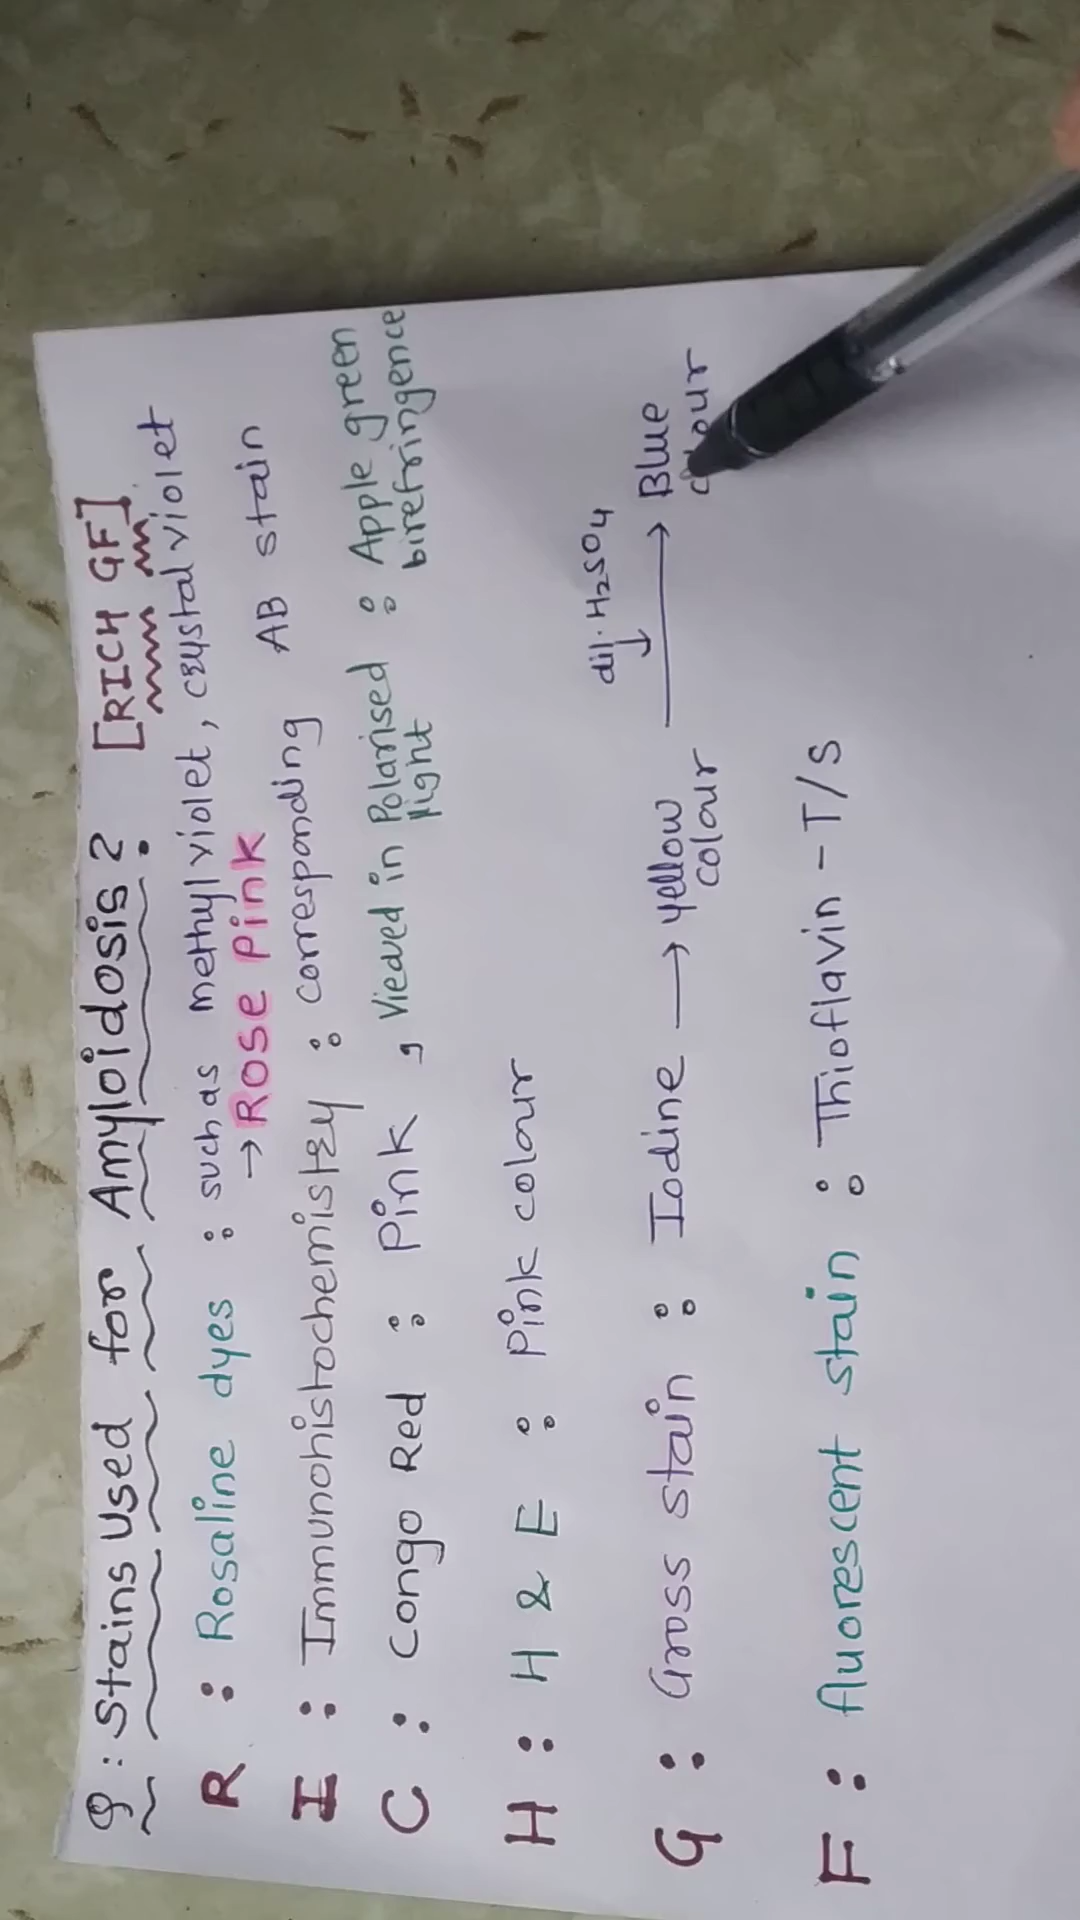 Q: Stains Used for Amyloidosis? [RICH GF]
R : Rosaline dyes : such as methyl violet, crystal violet
→ Rose Pink
I : Immunohistochemistry : corresponding AB stain
C : Congo Red : Pink, Vieaved in Polarised light : Apple green birefringence
H : H & E : Pink colour
G : Gross stain : Iodine → yellow colour dil. H2SO4 → Blue colour
F : fluorescent stain : Thioflavin - T/S